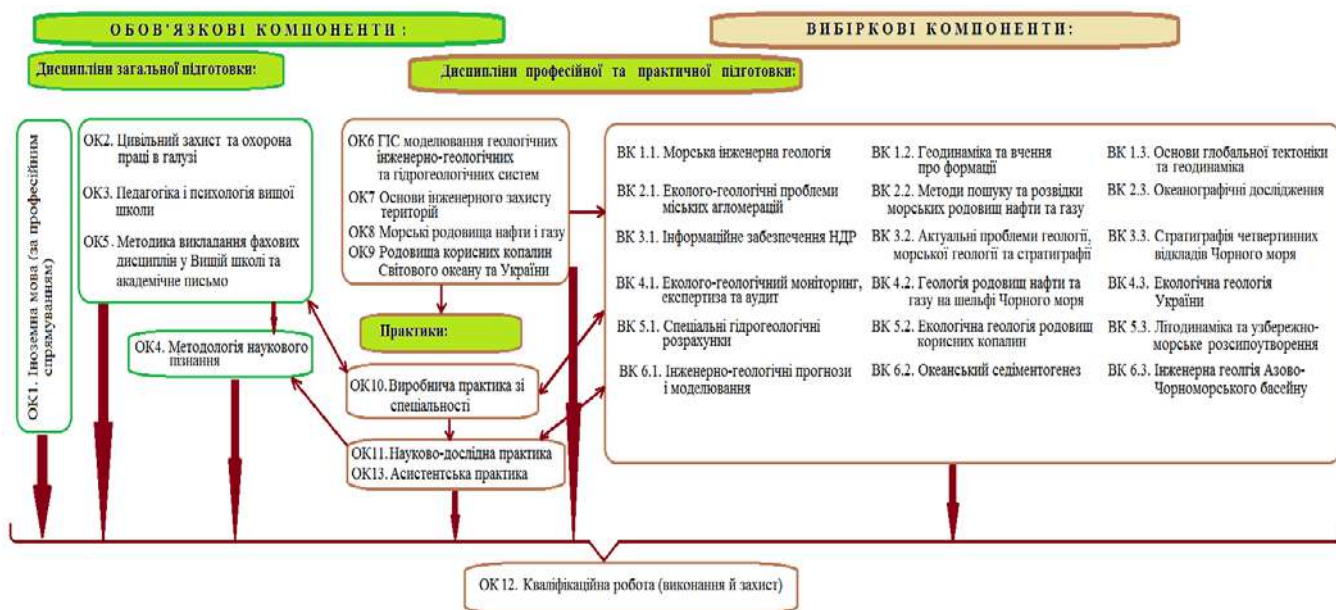 ОБОВ'ЯЗКОВІ КОМПОНЕНТИ:
ВИБІРКОВІ КОМПОНЕНТИ:
Дисципліни загальної підготовки:
Дисципліни професійної та практичної підготовки:
ОК1. Іноземна мова (за професійним
спрямуванням)
ОК2. Цивільний захист та охорона
праці в галузі
ОК3. Педагогіка і психологія вищої
школи
ОК5. Методика викладання фахових
дисциплін у Вищій школі та
академічне письмо
ОК4. Методологія наукового
пізнання
ОК6 ГІС моделювання геологічних
інженерно-геологічних
та гідрогеологічних систем
ОК7 Основи інженерного захисту
територій
ОК8 Морські родовища нафти і газу
ОК9 Родовища корисних копалин
Світового океану та України
Практики:
ОК10. Виробнича практика зі
спеціальності
ОК11. Науково-дослідна практика
ОК13. Асистентська практика
ВК 1.1. Морська інженерна геологія
ВК 2.1. Еколого-геологічні проблеми
міських агломерацій
ВК 3.1. Інформаційне забезпечення НДР
ВК 4.1. Еколого-геологічний моніторинг,
експертиза та аудит
ВК 5.1. Спеціальні гідрогеологічні
розрахунки
ВК 6.1. Інженерно-геологічні прогнози
і моделювання
ВК 1.2. Геодинаміка та вчення
про формації
ВК 2.2. Методи пошуку та розвідки
морських родовищ нафти та газу
ВК 3.2. Актуальні проблеми геології,
морської геології та стратиграфії
ВК 4.2. Геологія родовищ нафти та
газу на шельфі Чорного моря
ВК 5.2. Екологічна геологія родовищ
корисних копалин
ВК 6.2. Океанський седіментогенез
ВК 1.3. Основи глобальної тектоніки
та геодинаміка
ВК 2.3. Океанографічні дослідження
ВК 3.3. Стратиграфія четвертинних
відкладів Чорного моря
ВК 4.3. Екологічна геологія
України
ВК 5.3. Літодинаміка та узбережно-
морське розсипоутворення
ВК 6.3. Інженерна геолгія Азово-
Чорноморського басейну
ОК 12. Кваліфікаційна робота (виконання й захист)